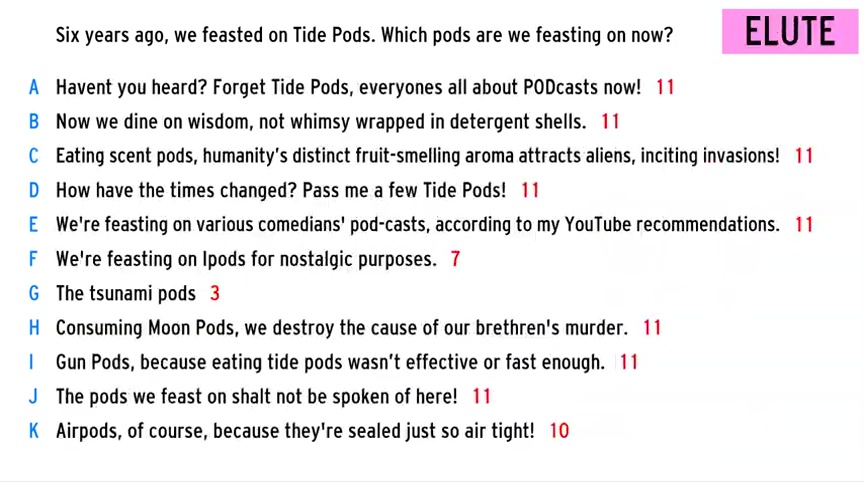 Six years ago, we feasted on Tide Pods. Which pods are we feasting on now?
ELUTE
A Havent you heard? Forget Tide Pods, everyones all about PODcasts now! 11
B Now we dine on wisdom, not whimsy wrapped in detergent shells. 11
C Eating scent pods, humanity's distinct fruit-smelling aroma attracts aliens, inciting invasions! 11
D How have the times changed? Pass me a few Tide Pods! 11
E We're feasting on various comedians' pod-casts, according to my YouTube recommendations. 11
F We're feasting on Ipods for nostalgic purposes. 7
G The tsunami pods 3
H Consuming Moon Pods, we destroy the cause of our brethren's murder. 11
I Gun Pods, because eating tide pods wasn't effective or fast enough. 11
J The pods we feast on shalt not be spoken of here! 11
K Airpods, of course, because they're sealed just so air tight! 10